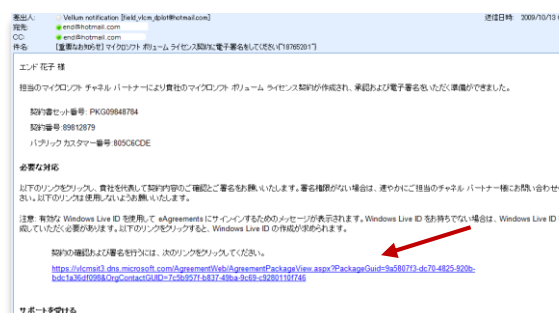 差出人: Vellum notification [field_vlcm_dplot@hotmail.com] 送信日時: 2009/10/13
宛先: end@hotmail.com
CC: end@hotmail.com
件名: 【重要なお知らせ】マイクロソフト ボリューム ライセンス契約に電子署名をしてください("18765201")
エンド 花子 様
担当のマイクロソフト チャネル パートナーにより貴社のマイクロソフト ボリューム ライセンス契約が作成され、承認および電子署名をいただく準備ができました。
契約書セット番号: PKG09848784
契約番号: 89812879
パブリック カスタマー番号: 805C6CDE
必要な対応
以下のリンクをクリックし、貴社を代表して契約内容のご確認とご署名をお願いいたします。署名権限がない場合は、速やかにご担当のチャネル パートナー様にお問い合わせ
さい。以下のリンクは使用しないようお願いいたします。
注意: 有効な Windows Live ID を使用して eAgreements にサインインするためのメッセージが表示されます。Windows Live ID をお持ちでない場合は、Windows Live ID
成していただく必要があります。以下のリンクをクリックすると、Windows Live ID の作成が求められます。
契約の確認および署名を行うには、次のリンクをクリックしてください。
https://vlcmsit3.dns.microsoft.com/AgreementWeb/AgreementPackageView.aspx?PackageGuid=9a5807f3-dc70-4825-920b-
bdc1a36df098&OrgContactGUID=7c5b957f-b837-49ba-9c69-c9280110f746
サポートを受ける